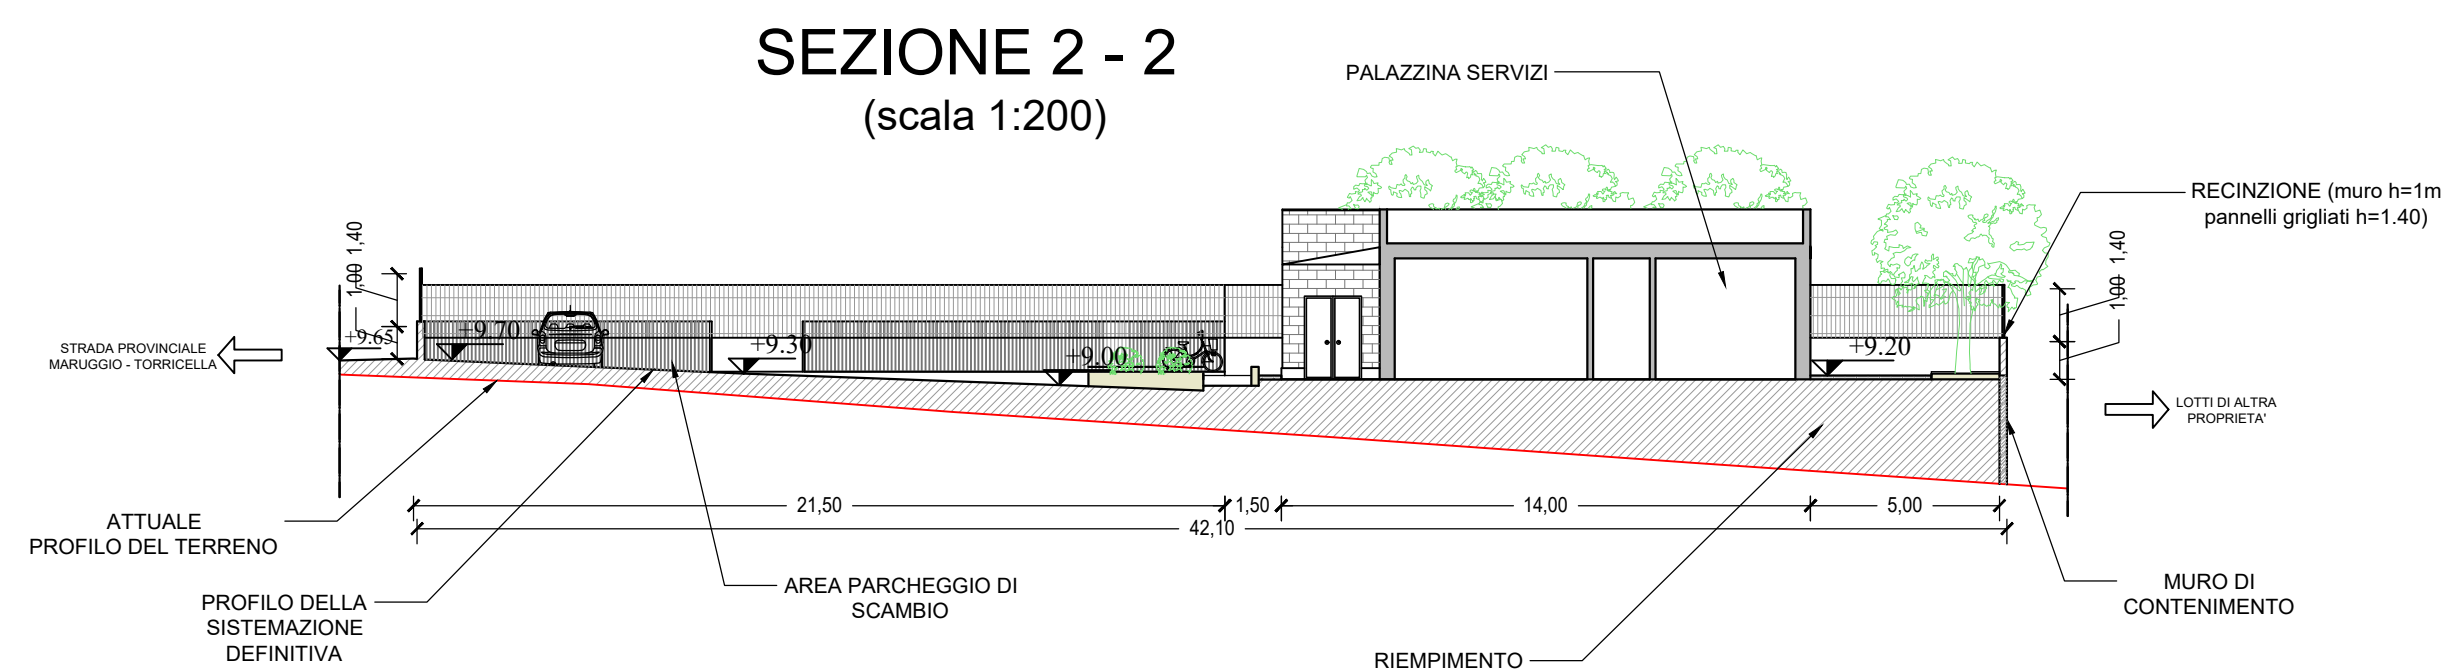 SEZIONE 2 - 2
(scala 1:200)
PALAZZINA SERVIZI
RECINZIONE (muro h=1m
pannelli grigliati h=1.40)
1,00 1,40
1,00 1,40
+9.65
+9.70
+9.30
+9.00
+9.20
STRADA PROVINCIALE
MARUGGIO - TORRICELLA
LOTTI DI ALTRA
PROPRIETA'
21,50
1,50
14,00
5,00
42,10
ATTUALE
PROFILO DEL TERRENO
PROFILO DELLA
SISTEMAZIONE
DEFINITIVA
AREA PARCHEGGIO DI
SCAMBIO
MURO DI
CONTENIMENTO
RIEMPIMENTO